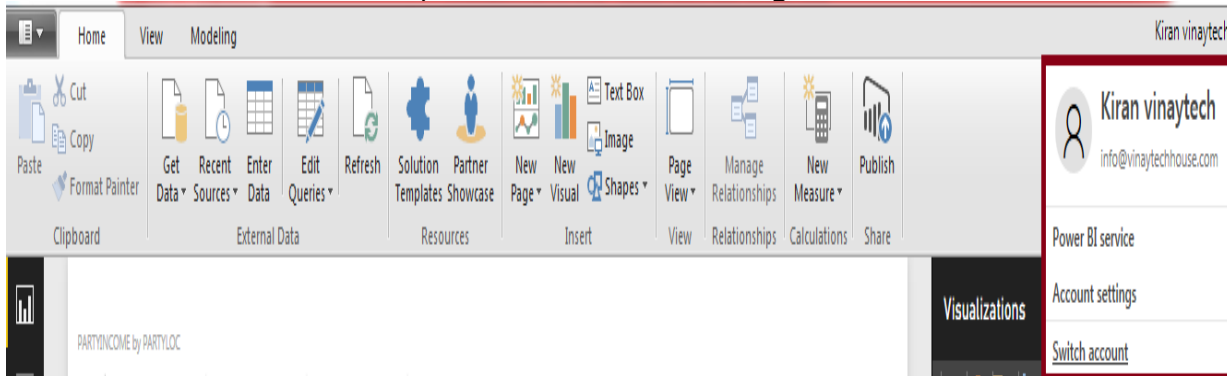 Home View Modeling
Kiran vinaytech
Cut
Copy
Format Painter
Paste
Clipboard
Get Data
Recent Sources
Enter Data
Edit Queries
Refresh
External Data
Solution Templates
Partner Showcase
Resources
New Page
New Visual
Text Box
Image
Shapes
Insert
Page View
View
Manage Relationships
Relationships
New Measure
Calculations
Publish
Share
Kiran vinaytech
info@vinaytechhouse.com
Power BI service
Account settings
Switch account
Visualizations
PARTYINCOME by PARTYLOC